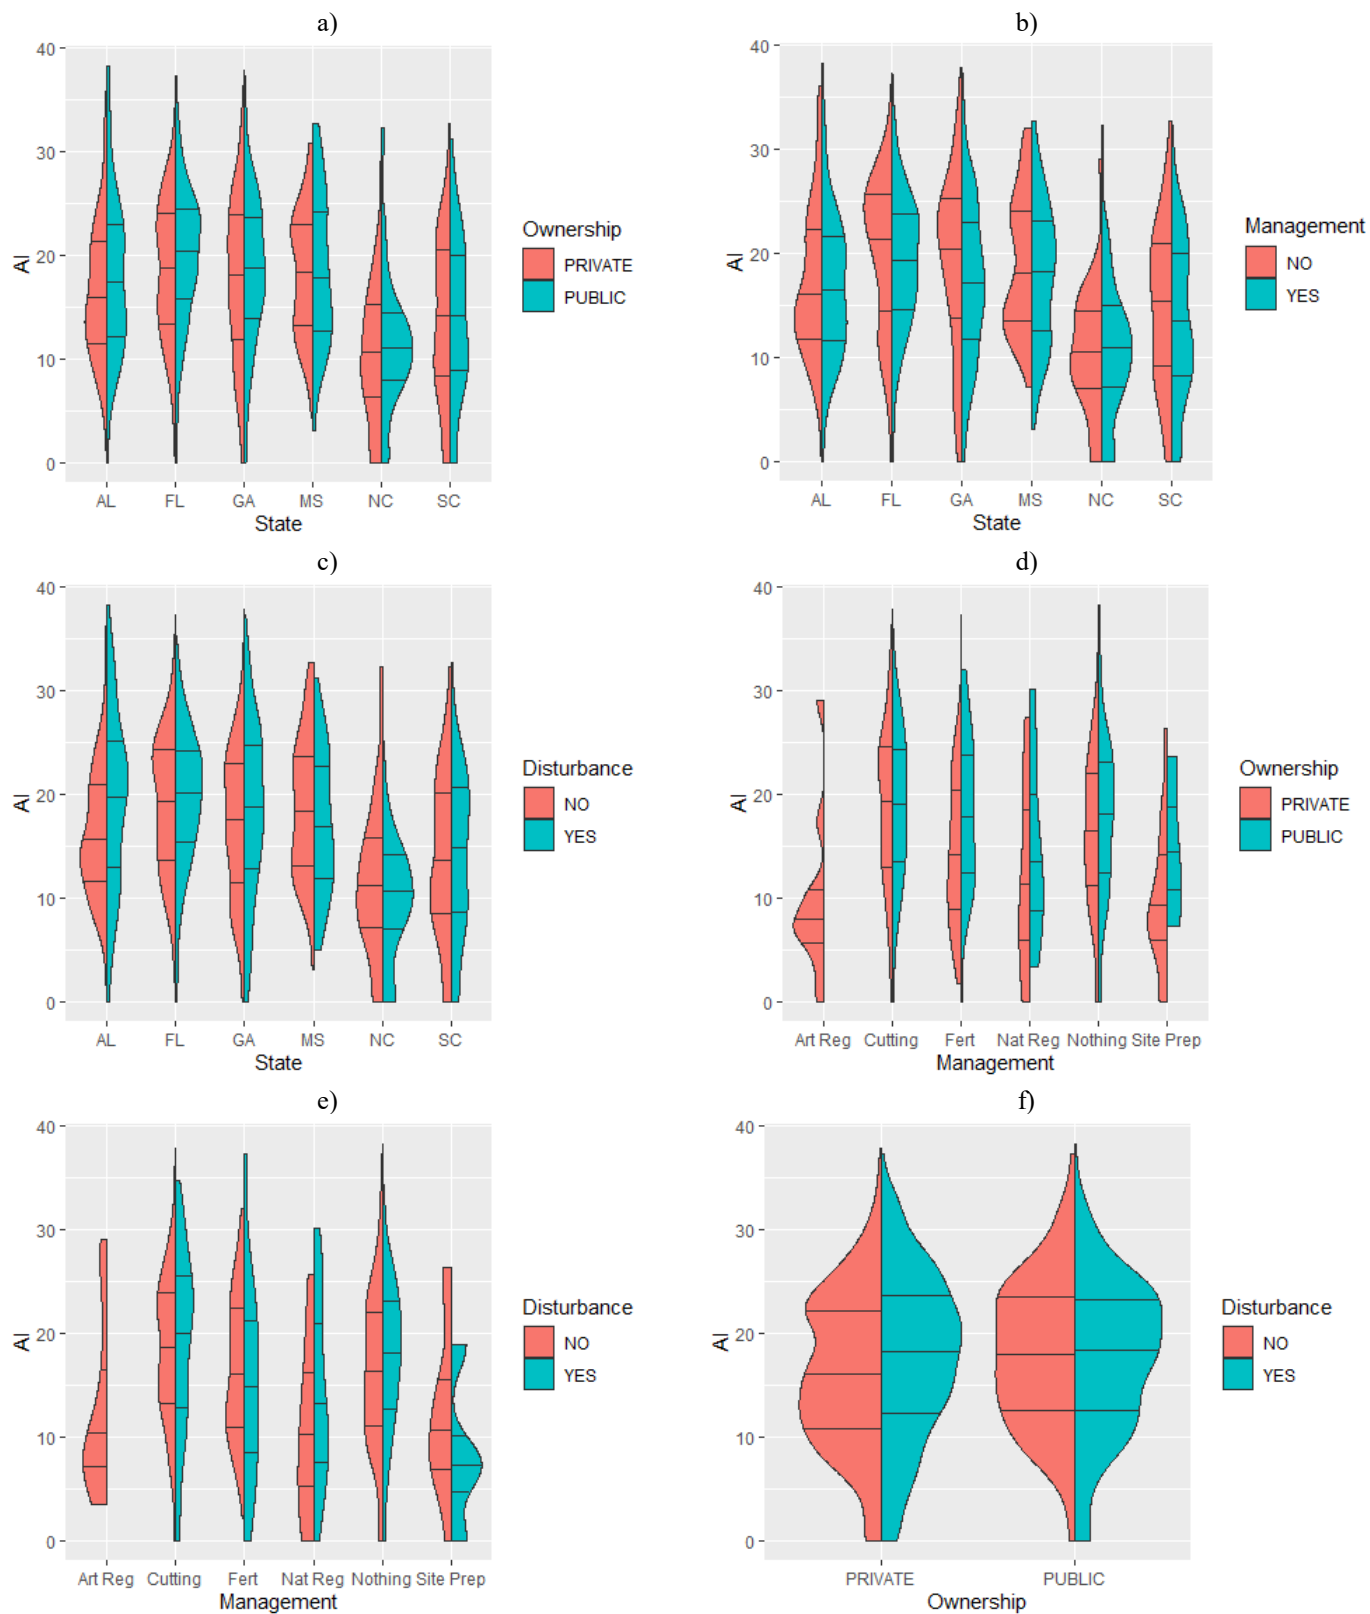 a)
40
30
20
10
0
AI
AL FL GA MS NC SC
State
Ownership
PRIVATE
PUBLIC
b)
40
30
20
10
0
AI
AL FL GA MS NC SC
State
Management
NO
YES
c)
40
30
20
10
0
AI
AL FL GA MS NC SC
State
Disturbance
NO
YES
d)
40
30
20
10
0
AI
Art Reg Cutting Fert Nat Reg Nothing Site Prep
Management
Ownership
PRIVATE
PUBLIC
e)
40
30
20
10
0
AI
Art Reg Cutting Fert Nat Reg Nothing Site Prep
Management
Disturbance
NO
YES
f)
40
30
20
10
0
AI
PRIVATE PUBLIC
Ownership
Disturbance
NO
YES